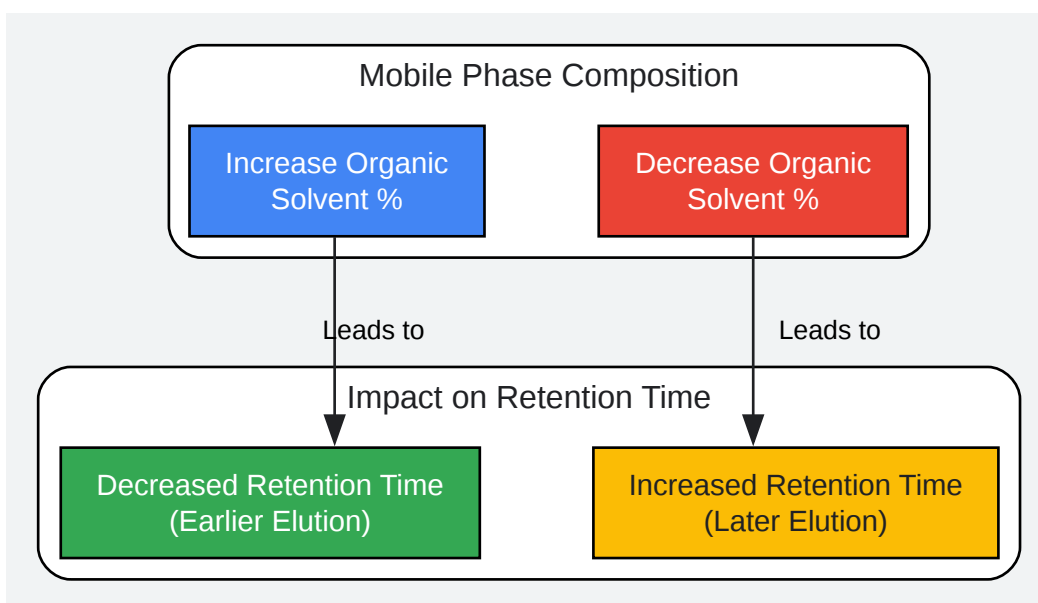 Mobile Phase Composition
Increase Organic
Solvent %
Decrease Organic
Solvent %
Leads to
Leads to
Impact on Retention Time
Decreased Retention Time
(Earlier Elution)
Increased Retention Time
(Later Elution)